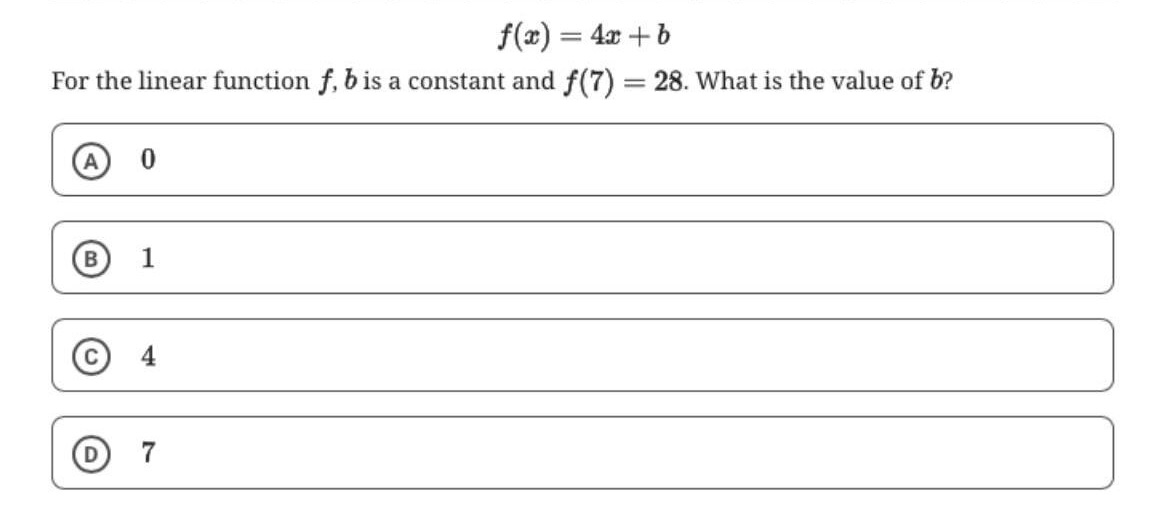 f(x) = 4x + b
For the linear function f, b is a constant and f(7) = 28. What is the value of b?
A 0
B 1
C 4
D 7